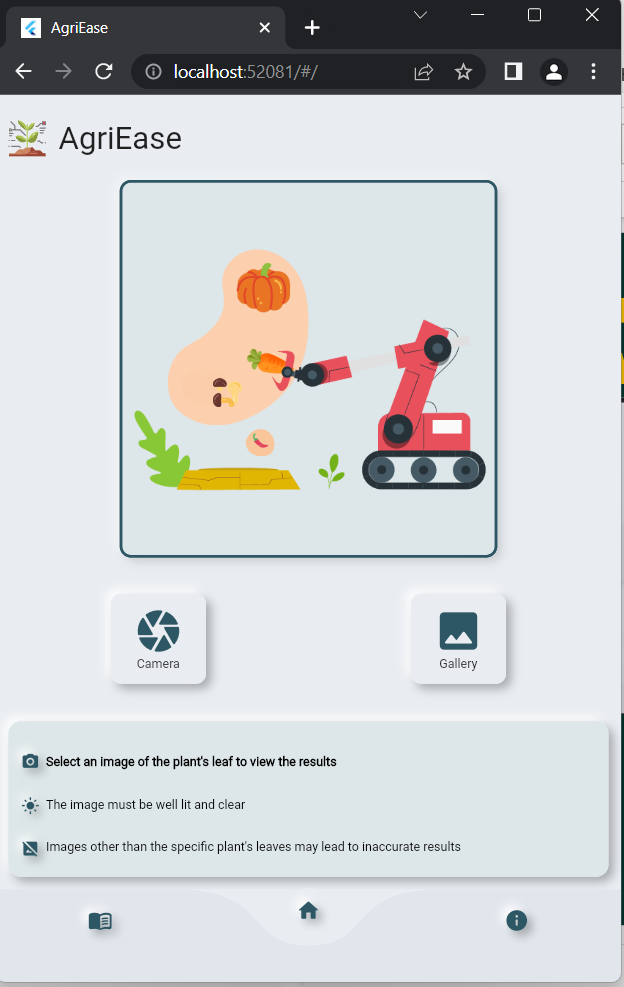 AgriEase
localhost:52081/#/
AgriEase
Camera
Gallery
Select an image of the plant's leaf to view the results
The image must be well lit and clear
Images other than the specific plant's leaves may lead to inaccurate results